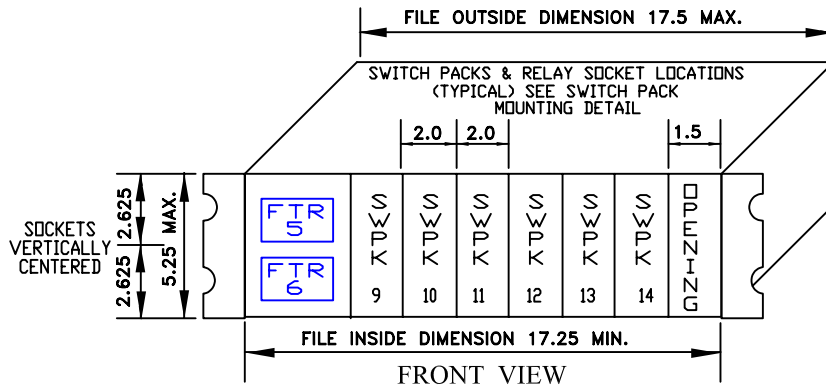 FILE OUTSIDE DIMENSION 17.5 MAX.
SWITCH PACKS & RELAY SOCKET LOCATIONS
(TYPICAL) SEE SWITCH PACK
MOUNTING DETAIL
2.0
2.0
1.5
SOCKETS
VERTICALLY
CENTERED
2.625
2.625
5.25 MAX.
FTR
5
FTR
6
SWPK
9
SWPK
10
SWPK
11
SWPK
12
SWPK
13
SWPK
14
OPENING
FILE INSIDE DIMENSION 17.25 MIN.
FRONT VIEW